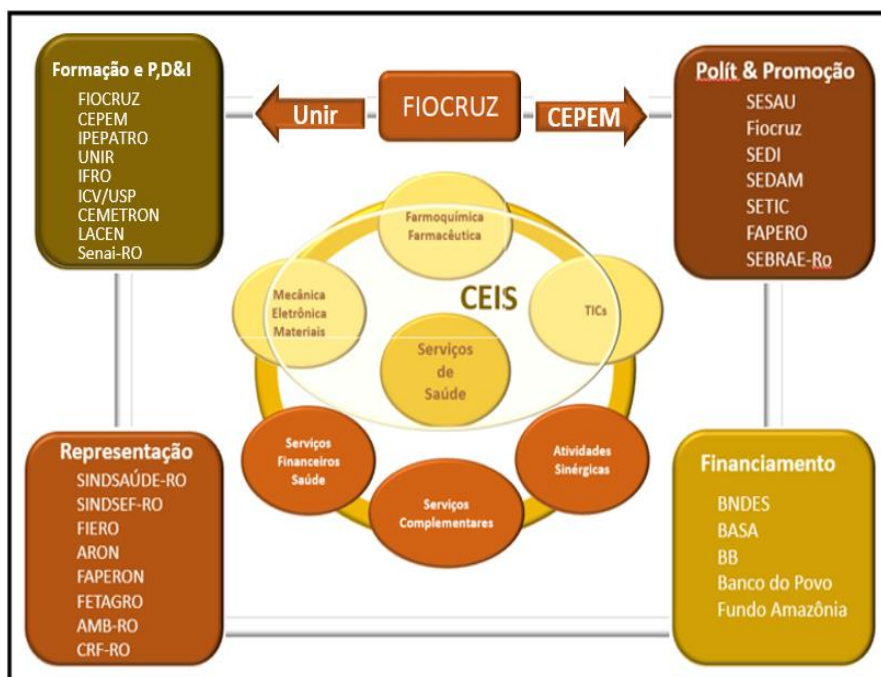 Formação e P,D&I
FIOCRUZ
CEPEM
IPEPATRO
UNIR
IFRO
ICV/USP
CEMETRON
LACEN
Senai-RO
Unir
FIOCRUZ
CEPEM
Polít & Promoção
SESAU
Fiocruz
SEDI
SEDAM
SETIC
FAPERO
SEBRAE-Ro
Farmoquímica
Farmacêutica
CEIS
Mecânica
Eletrônica
Materiais
TICs
Serviços
de
Saúde
Serviços
Financeiros
Saúde
Atividades
Sinérgicas
Serviços
Complementares
Representação
SINDSAÚDE-RO
SINDSEF-RO
FIERO
ARON
FAPERON
FETAGRO
AMB-RO
CRF-RO
Financiamento
BNDES
BASA
BB
Banco do Povo
Fundo Amazônia